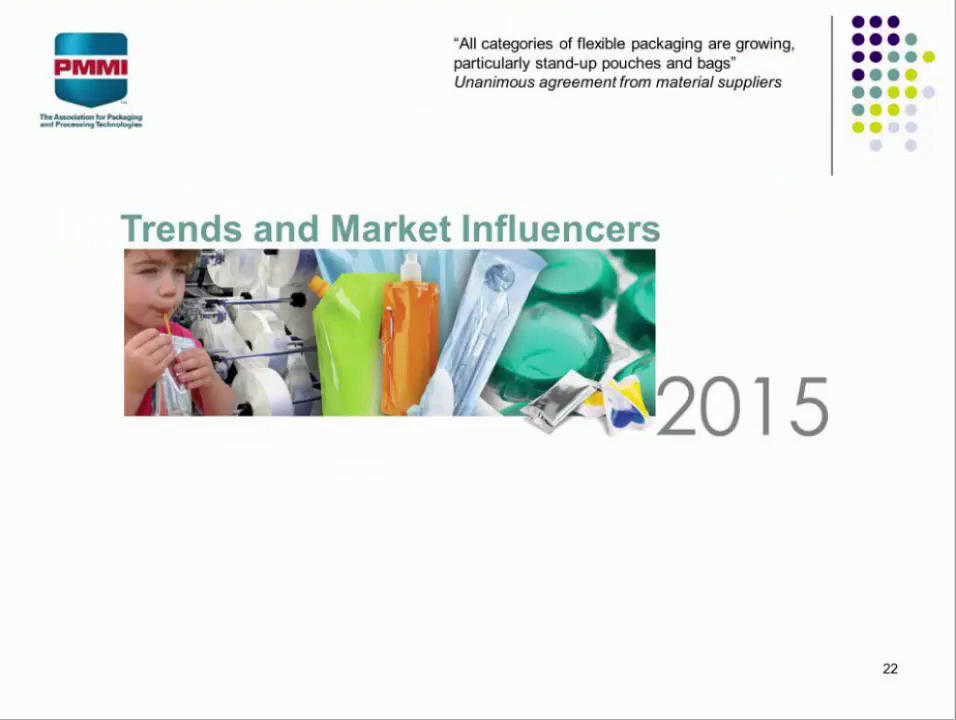 PMMI
The Association for Packaging
and Processing Technologies
“All categories of flexible packaging are growing,
particularly stand-up pouches and bags”
Unanimous agreement from material suppliers
Trends and Market Influencers
2015
22